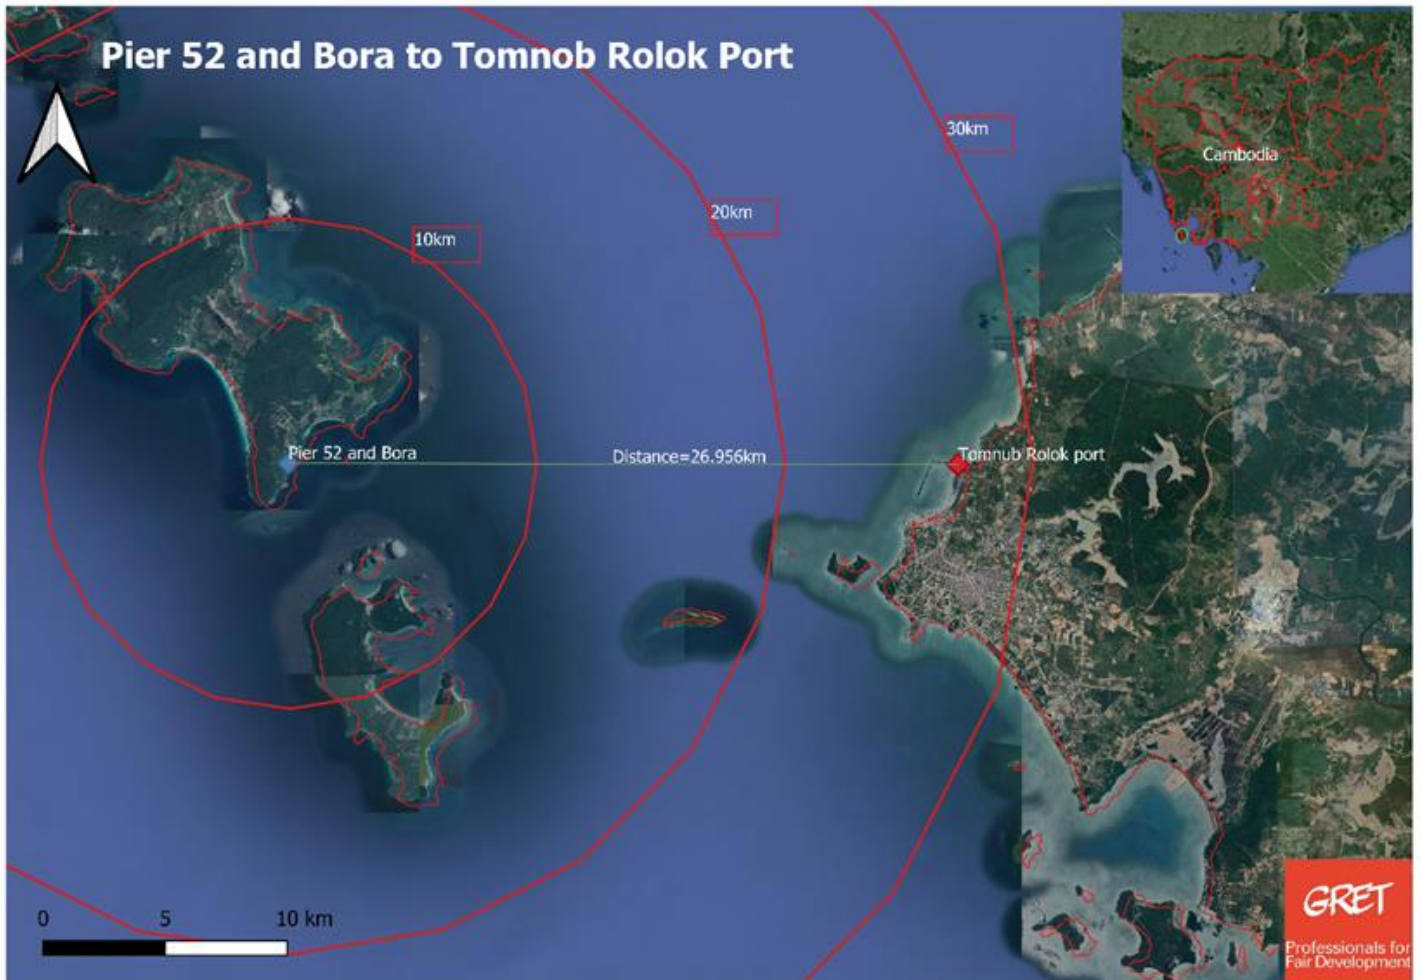 Pier 52 and Bora to Tomnob Rolok Port
30km
Cambodia
20km
10km
Pier 52 and Bora
Distance=26.956km
Tomnub Rolok port
0 5 10 km
GRET
Professionals for
Fair Development